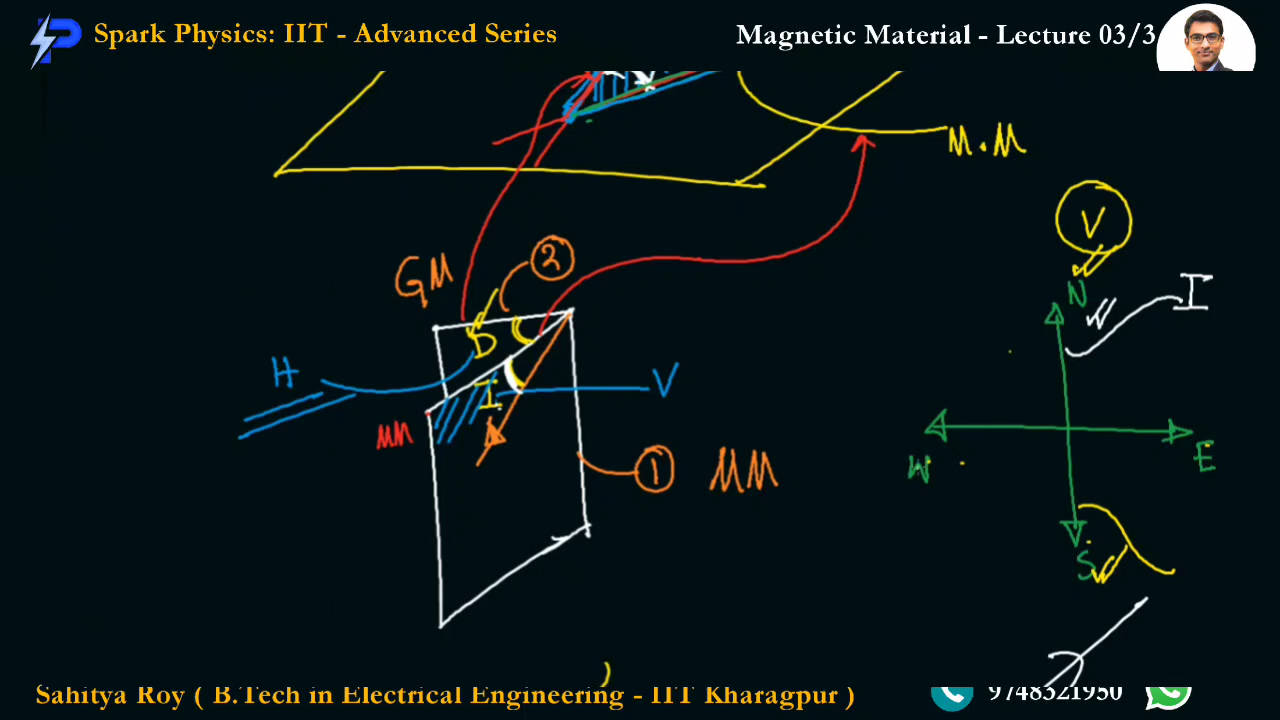 Spark Physics: IIT - Advanced Series
Magnetic Material - Lecture 03/3
M.M
V
GM
2
N
I
D
H
I
V
MM
1
MM
W
E
S
Sahitya Roy ( B.Tech in Electrical Engineering - IIT Kharagpur )
9748321950